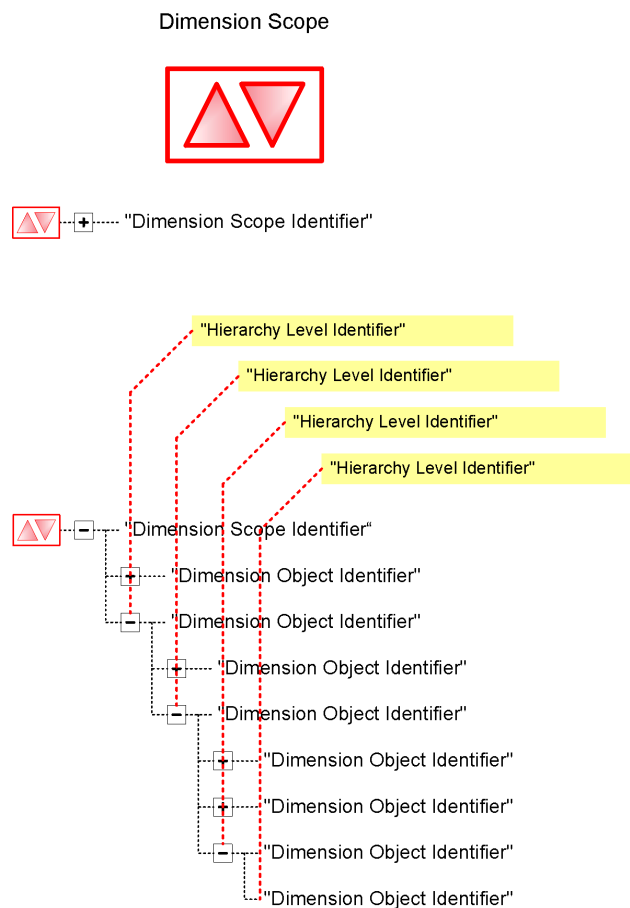 Dimension Scope
"Dimension Scope Identifier"
"Hierarchy Level Identifier"
"Hierarchy Level Identifier"
"Hierarchy Level Identifier"
"Hierarchy Level Identifier"
"Dimension Scope Identifier“
"Dimension Object Identifier"
"Dimension Object Identifier"
"Dimension Object Identifier"
"Dimension Object Identifier"
"Dimension Object Identifier"
"Dimension Object Identifier"
"Dimension Object Identifier"
"Dimension Object Identifier"